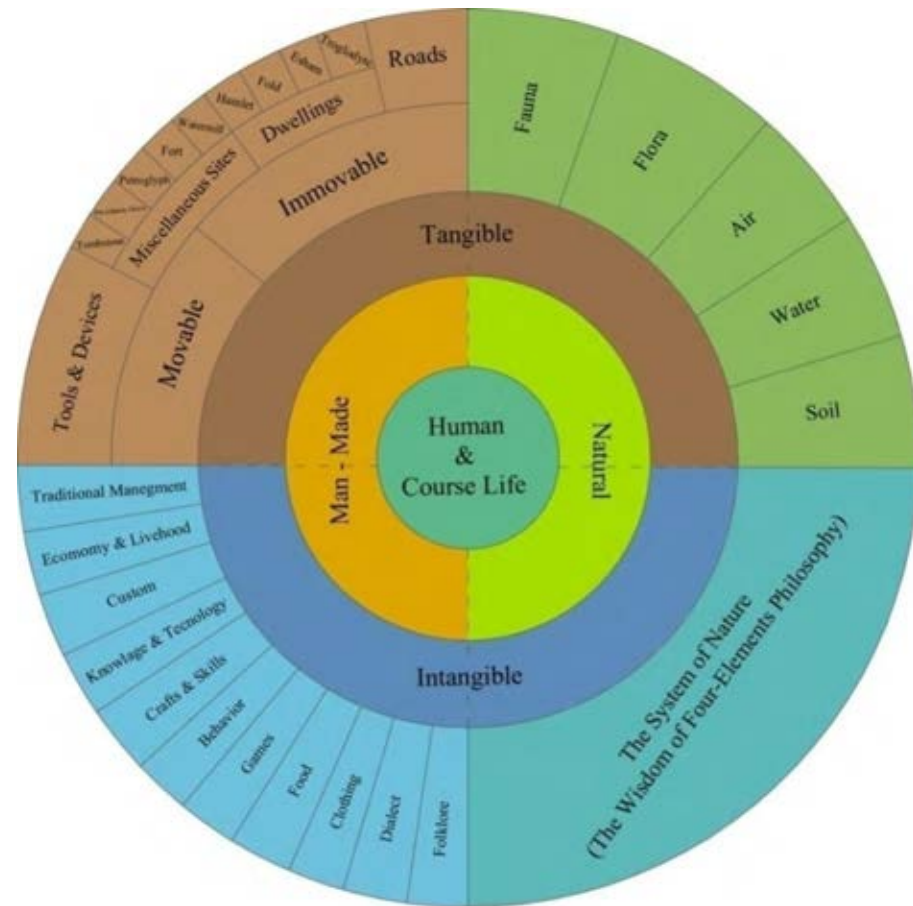 Human
&
Course Life
Man - Made
Natural
Tangible
Intangible
Immovable
Movable
Roads
Dwellings
Miscellaneous Sites
Tools & Devices
Troglodytic
Esham
Fold
Hamlet
Watermill
Fort
Petroglyph
Tombstone
Fauna
Flora
Air
Water
Soil
The System of Nature
(The Wisdom of Four-Elements Philosophy)
Traditional Manegment
Ecomomy & Livehood
Custom
Knowlage & Tecnology
Crafts & Skills
Behavior
Games
Food
Clothing
Dialect
Folklore